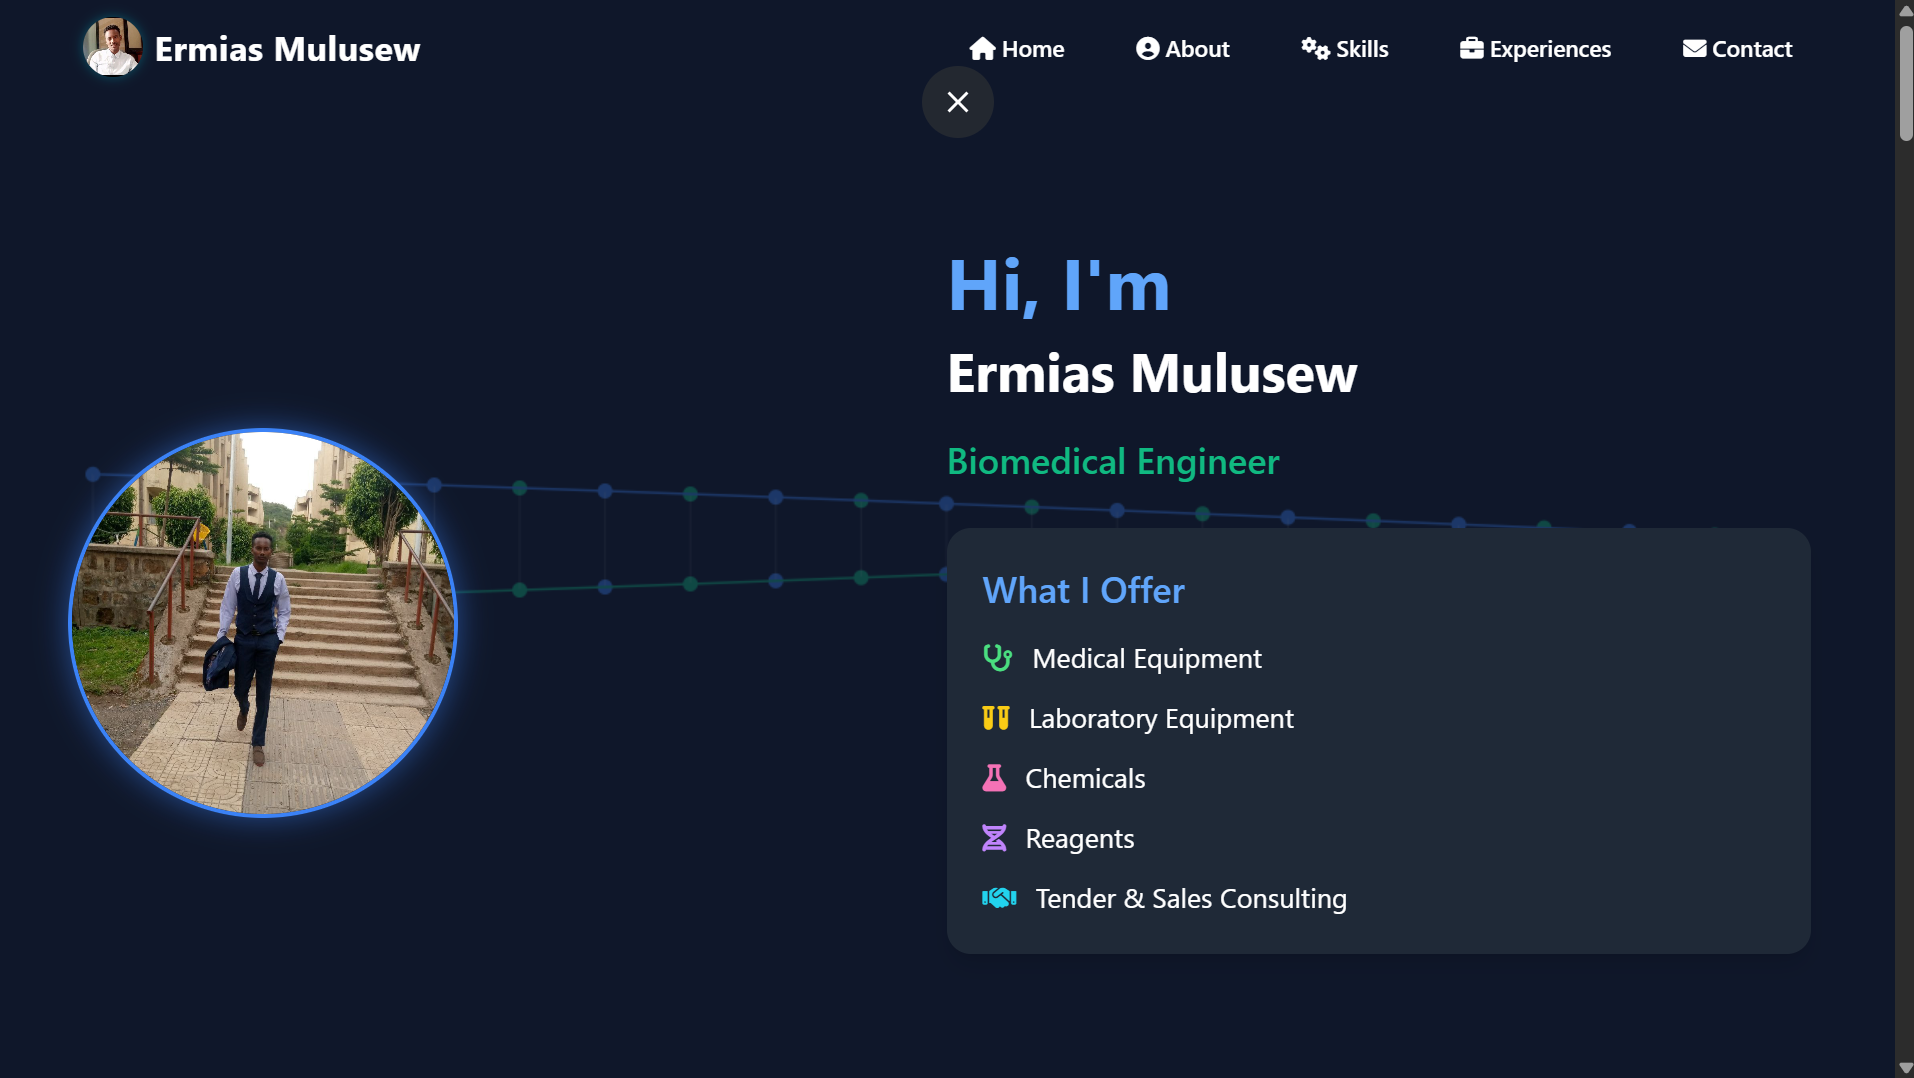 Ermias Mulusew
Home
About
Skills
Experiences
Contact
Hi, I'm
Ermias Mulusew
Biomedical Engineer
What I Offer
Medical Equipment
Laboratory Equipment
Chemicals
Reagents
Tender & Sales Consulting